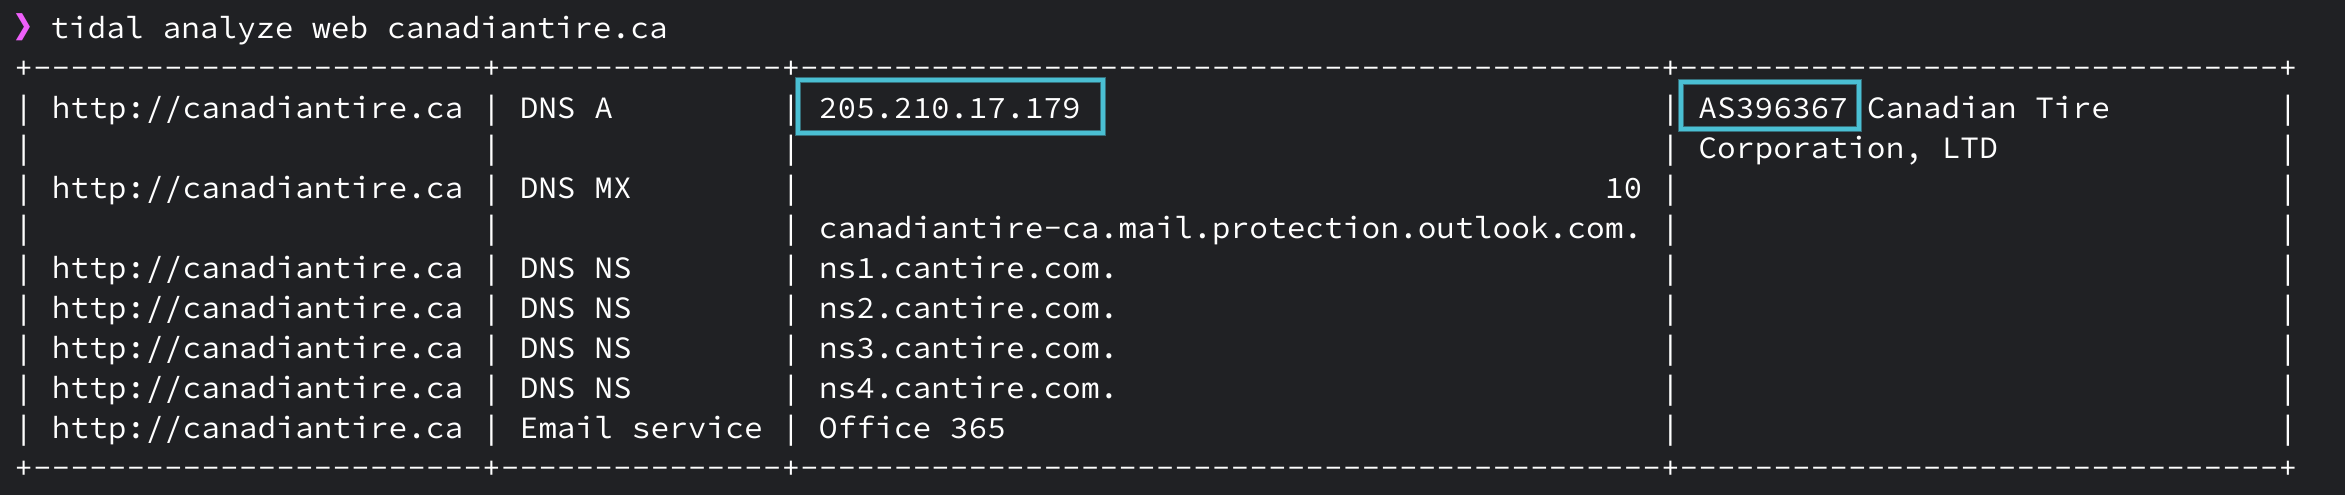 ❯ tidal analyze web canadiantire.ca
+------------------------+---------------+----------------------------------------------+--------------------------------+
| http://canadiantire.ca | DNS A         | 205.210.17.179                               | AS396367 Canadian Tire         |
|                        |               |                                              | Corporation, LTD               |
| http://canadiantire.ca | DNS MX        |                                           10 |                                |
|                        |               | canadiantire-ca.mail.protection.outlook.com. |                                |
| http://canadiantire.ca | DNS NS        | ns1.cantire.com.                             |                                |
| http://canadiantire.ca | DNS NS        | ns2.cantire.com.                             |                                |
| http://canadiantire.ca | DNS NS        | ns3.cantire.com.                             |                                |
| http://canadiantire.ca | DNS NS        | ns4.cantire.com.                             |                                |
| http://canadiantire.ca | Email service | Office 365                                   |                                |
+------------------------+---------------+----------------------------------------------+--------------------------------+